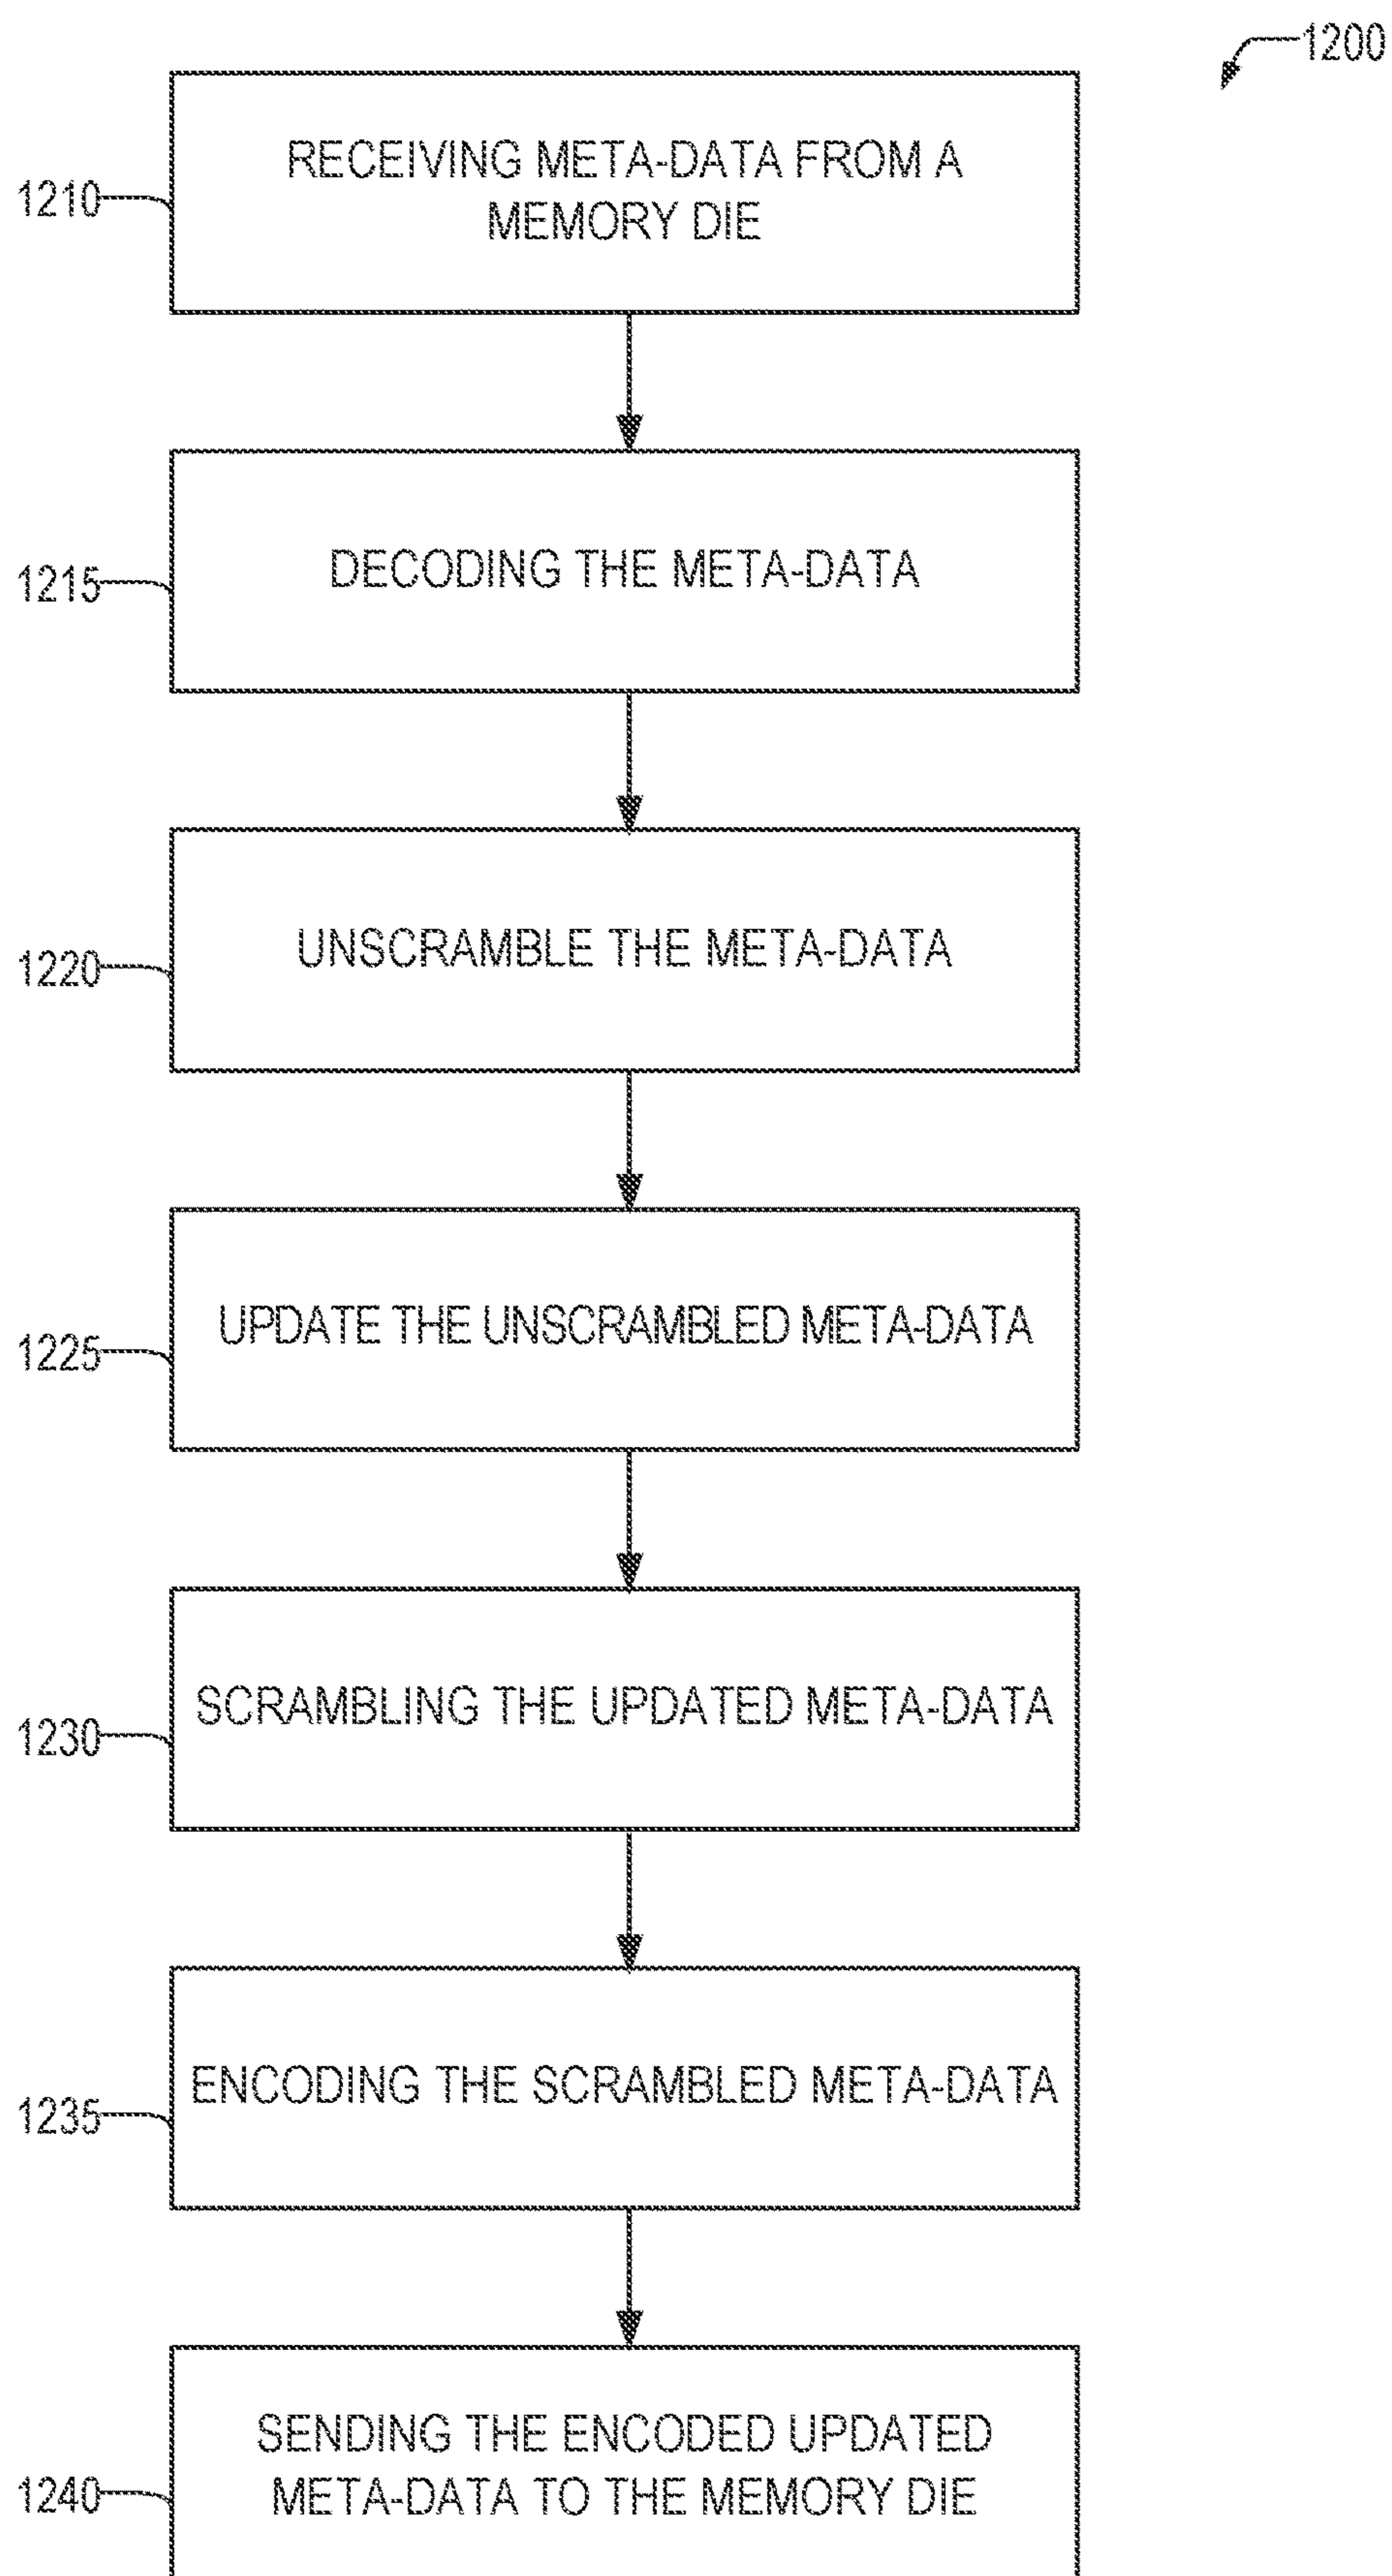 1200
1210
RECEIVING META-DATA FROM A
MEMORY DIE
1215
DECODING THE META-DATA
1220
UNSCRAMBLE THE META-DATA
1225
UPDATE THE UNSCRAMBLED META-DATA
1230
SCRAMBLING THE UPDATED META-DATA
1235
ENCODING THE SCRAMBLED META-DATA
1240
SENDING THE ENCODED UPDATED
META-DATA TO THE MEMORY DIE